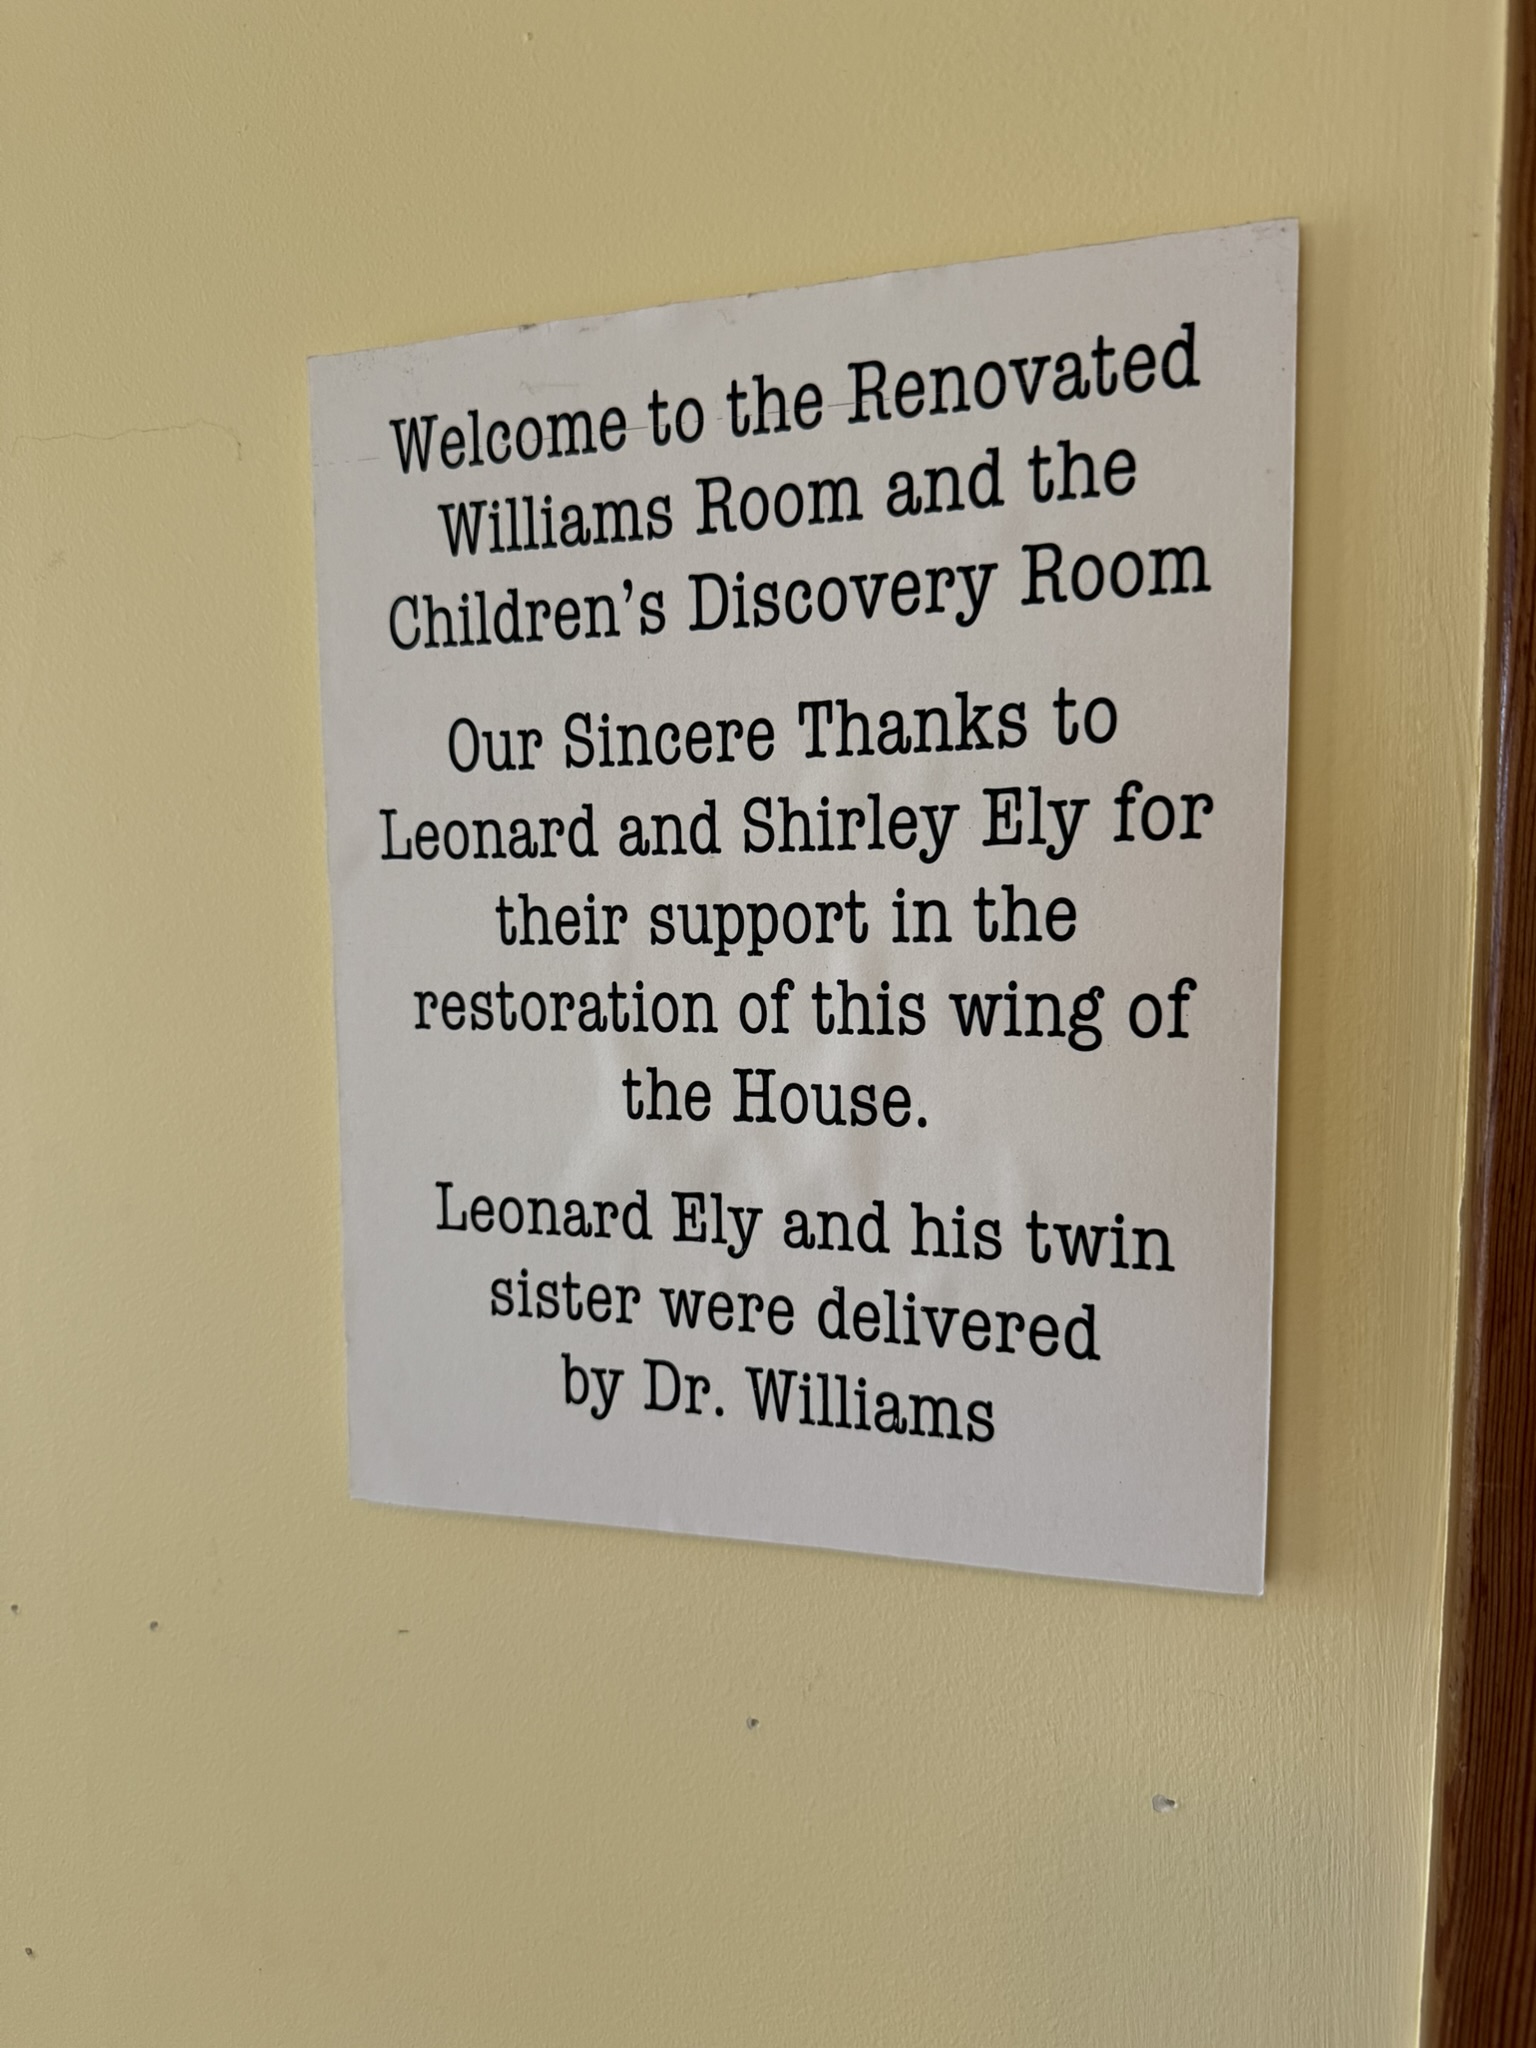 Welcome to the Renovated
Williams Room and the
Children’s Discovery Room
Our Sincere Thanks to
Leonard and Shirley Ely for
their support in the
restoration of this wing of
the House.
Leonard Ely and his twin
sister were delivered
by Dr. Williams